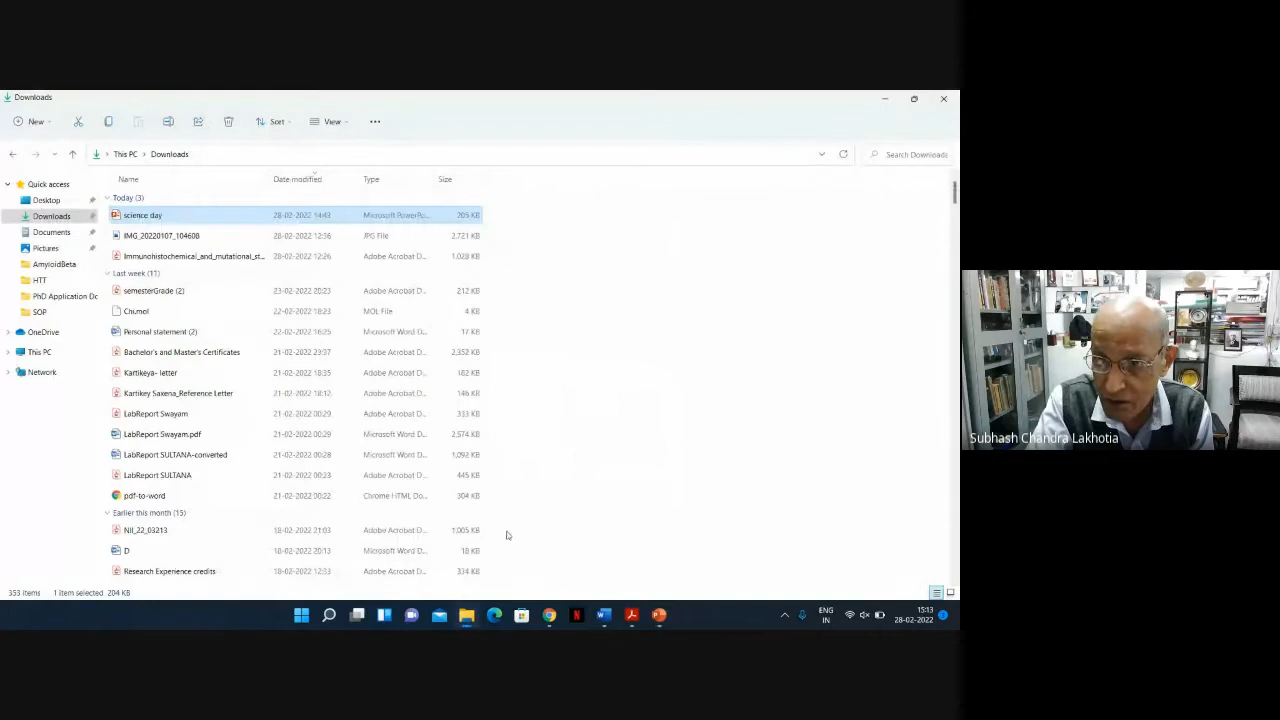 Downloads
New
Sort
View
This PC > Downloads
Search Downloads
Name Date modified Type Size
Quick access
Desktop
Downloads
Documents
Pictures
AmyloidBeta
HTT
PhD Application Dc
SOP
OneDrive
This PC
Network
Today (3)
science day 28-02-2022 14:43 Microsoft PowerPo... 205 KB
IMG_20220107_104608 28-02-2022 12:36 JPG File 2,721 KB
Immunohistochemical_and_mutational_st... 28-02-2022 12:26 Adobe Acrobat D... 1,028 KB
Last week (11)
semesterGrade (2) 23-02-2022 20:23 Adobe Acrobat D... 212 KB
Chi.mol 22-02-2022 18:23 MOL File 4 KB
Personal statement (2) 22-02-2022 16:25 Microsoft Word D... 17 KB
Bachelor's and Master's Certificates 21-02-2022 23:37 Adobe Acrobat D... 2,352 KB
Kartikeya- letter 21-02-2022 18:35 Adobe Acrobat D... 182 KB
Kartikey Saxena_Reference Letter 21-02-2022 18:12 Adobe Acrobat D... 146 KB
LabReport Swayam 21-02-2022 00:29 Adobe Acrobat D... 333 KB
LabReport Swayam.pdf 21-02-2022 00:29 Microsoft Word D... 2,574 KB
LabReport SULTANA-converted 21-02-2022 00:28 Microsoft Word D... 1,092 KB
LabReport SULTANA 21-02-2022 00:23 Adobe Acrobat D... 445 KB
pdf-to-word 21-02-2022 00:22 Chrome HTML Do... 304 KB
Earlier this month (15)
NII_22_03213 18-02-2022 21:03 Adobe Acrobat D... 1,005 KB
D 18-02-2022 20:13 Microsoft Word D... 18 KB
Research Experience credits 18-02-2022 12:33 Adobe Acrobat D... 334 KB
353 items 1 item selected 204 KB
ENG
IN
15:13
28-02-2022
Subhash Chandra Lakhotia